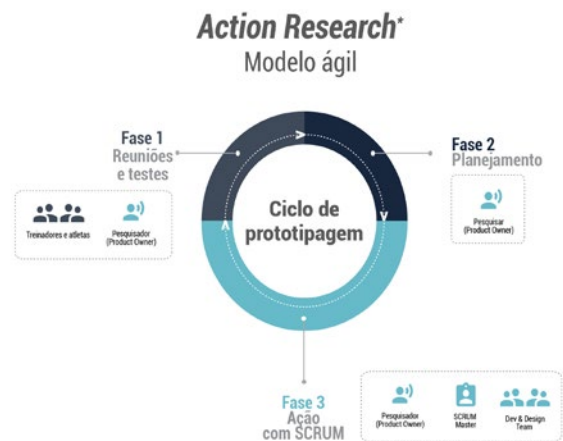 Action Research*
Modelo ágil
Fase 1
Reuniões
e testes
Treinadores e atletas
Pesquisador
(Product Owner)
Ciclo de
prototipagem
Fase 2
Planejamento
Pesquisar
(Product Owner)
Fase 3
Ação
com SCRUM
Pesquisador
(Product Owner)
SCRUM
Master
Dev & Design
Team